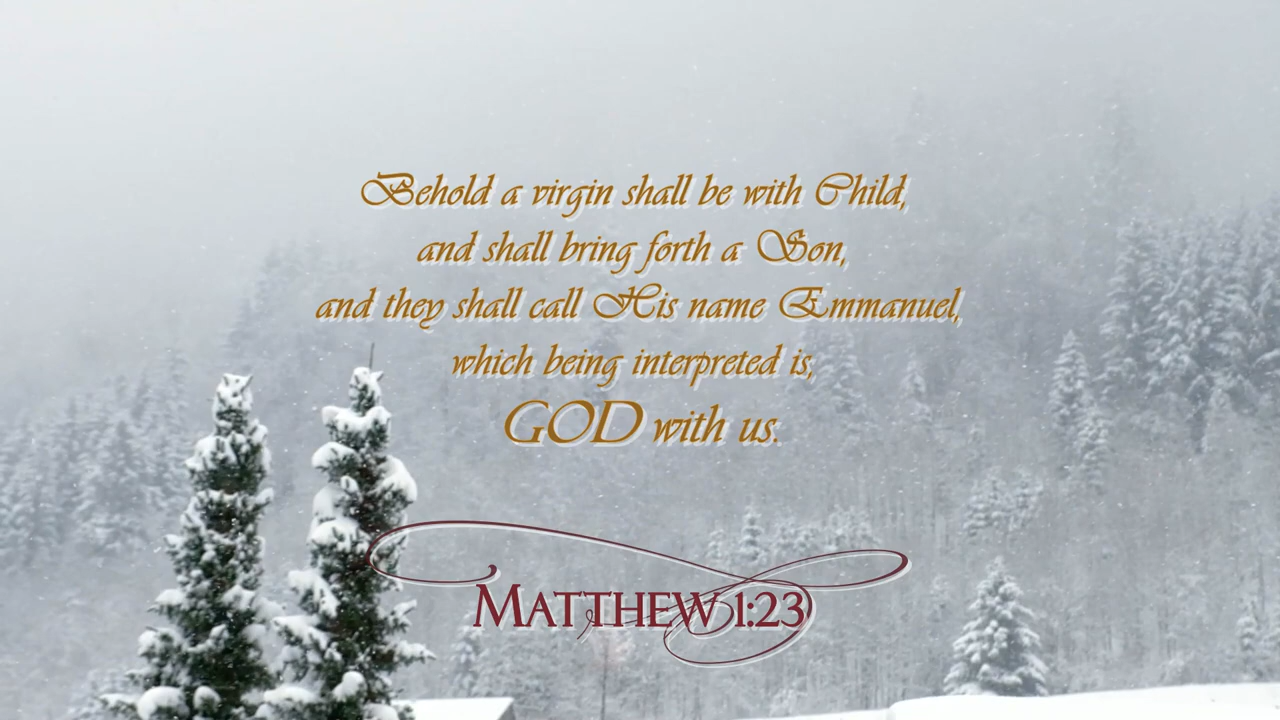 Behold a virgin shall be with Child,
and shall bring forth a Son,
and they shall call His name Emmanuel,
which being interpreted is,
GOD with us.
MATTHEW 1:23